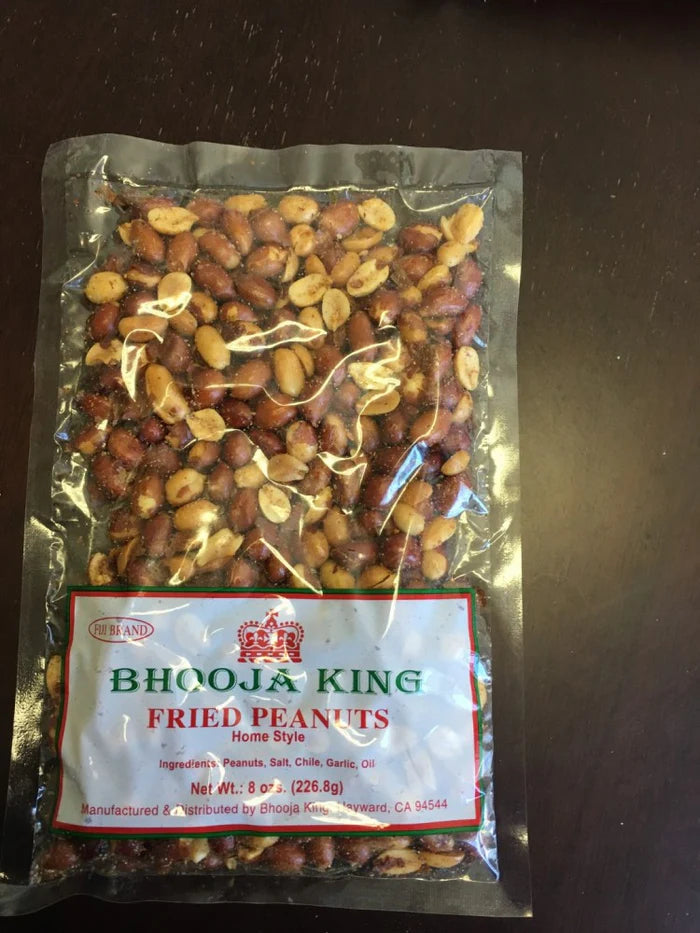 FIJI BRAND
BHOOJA KING
FRIED PEANUTS
Home Style
Ingredients: Peanuts, Salt, Chile, Garlic, Oil
Net Wt.: 8 ozs. (226.8g)
Manufactured & Distributed by Bhooja King, Hayward, CA 94544